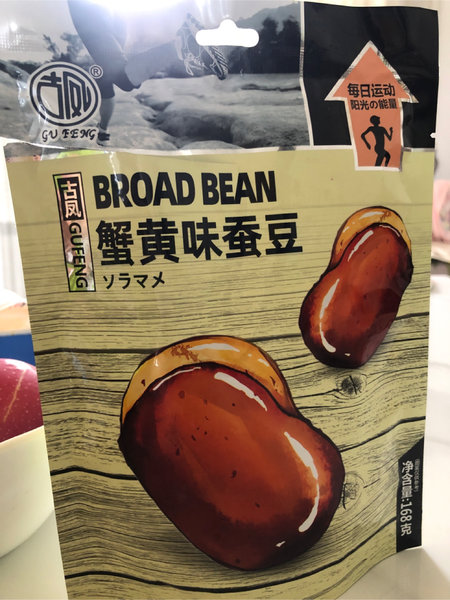 古凤®
GU FENG
每日运动
阳光の能量
古凤 GUFENG
BROAD BEAN
蟹黄味蚕豆
ソラマメ
净含量:168克